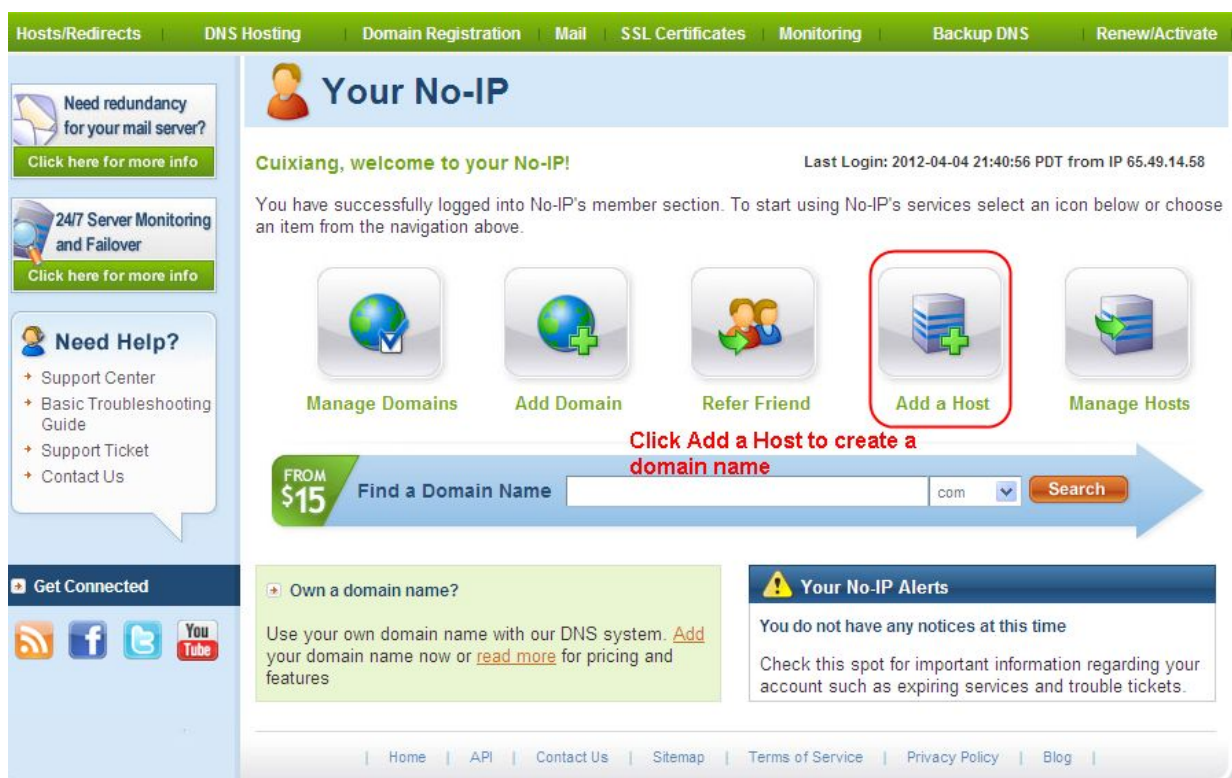 Hosts/Redirects | DNS Hosting | Domain Registration | Mail | SSL Certificates | Monitoring | Backup DNS | Renew/Activate
Need redundancy
for your mail server?
Click here for more info
24/7 Server Monitoring
and Failover
Click here for more info
Need Help?
Support Center
Basic Troubleshooting
Guide
Support Ticket
Contact Us
Get Connected
You
Tube
Your No-IP
Cuixiang, welcome to your No-IP!
Last Login: 2012-04-04 21:40:56 PDT from IP 65.49.14.58
You have successfully logged into No-IP's member section. To start using No-IP's services select an icon below or choose
an item from the navigation above.
Manage Domains
Add Domain
Refer Friend
Add a Host
Manage Hosts
Click Add a Host to create a
domain name
FROM
$15
Find a Domain Name
com
Search
Own a domain name?
Use your own domain name with our DNS system. Add
your domain name now or read more for pricing and
features
Your No-IP Alerts
You do not have any notices at this time
Check this spot for important information regarding your
account such as expiring services and trouble tickets.
| Home | API | Contact Us | Sitemap | Terms of Service | Privacy Policy | Blog |